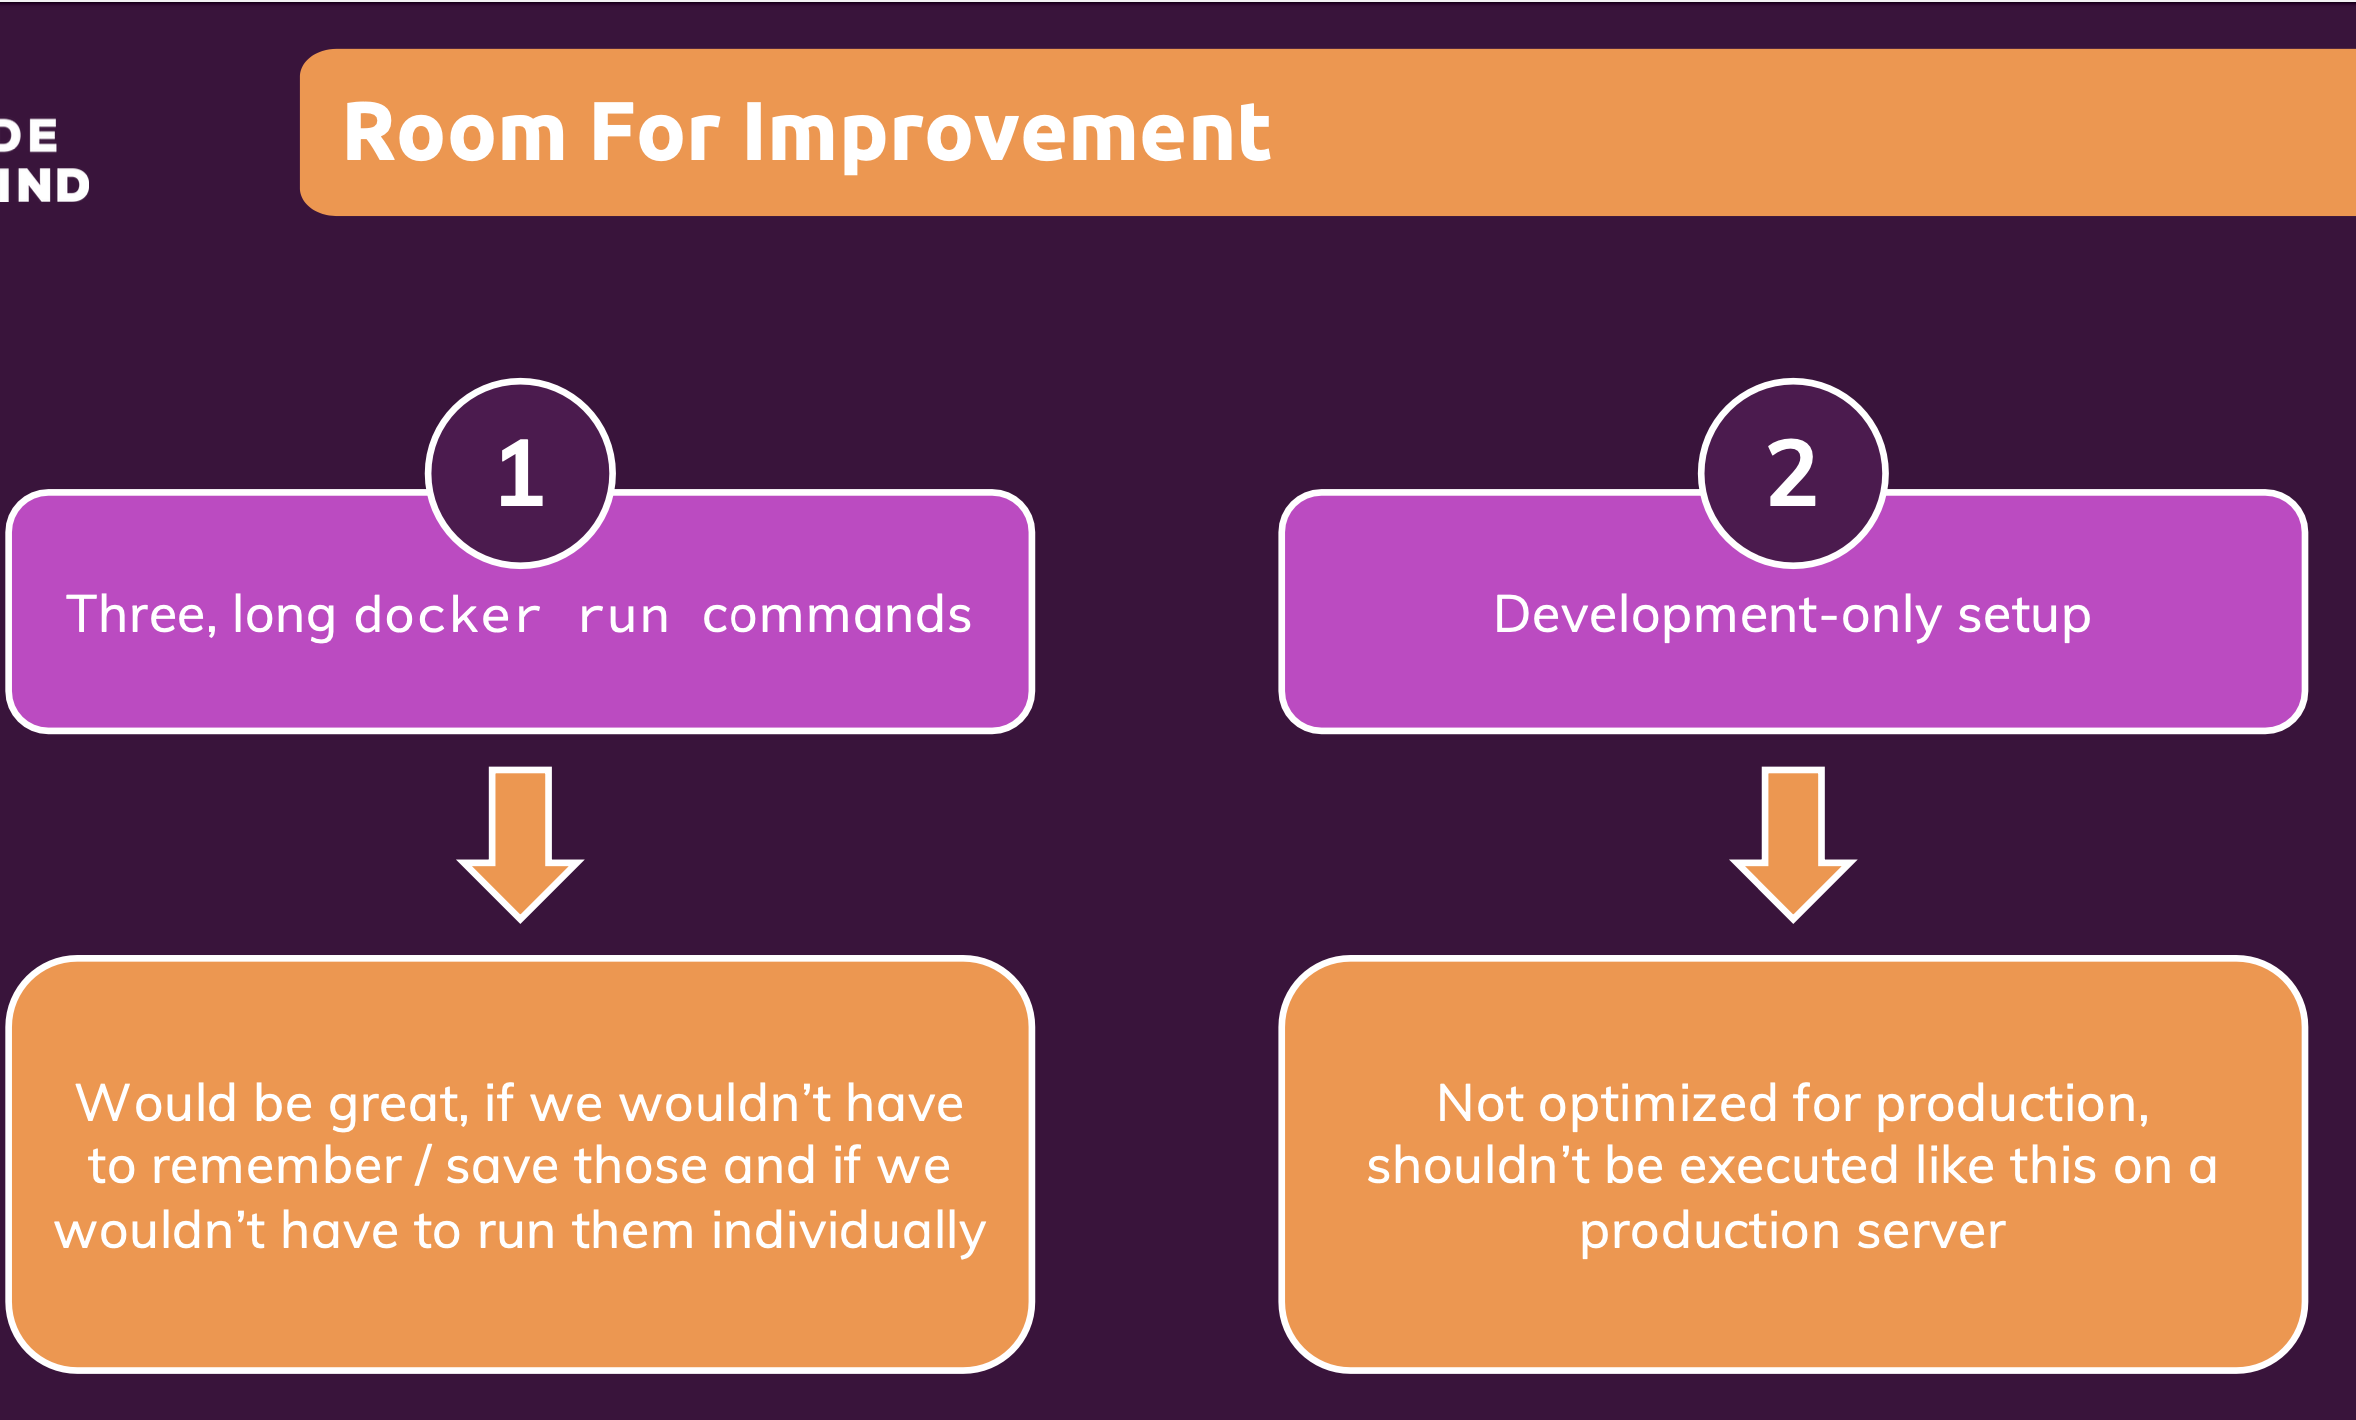 DE
IND
Room For Improvement
1
Three, long docker run commands
Would be great, if we wouldn’t have
to remember / save those and if we
wouldn’t have to run them individually
2
Development-only setup
Not optimized for production,
shouldn’t be executed like this on a
production server